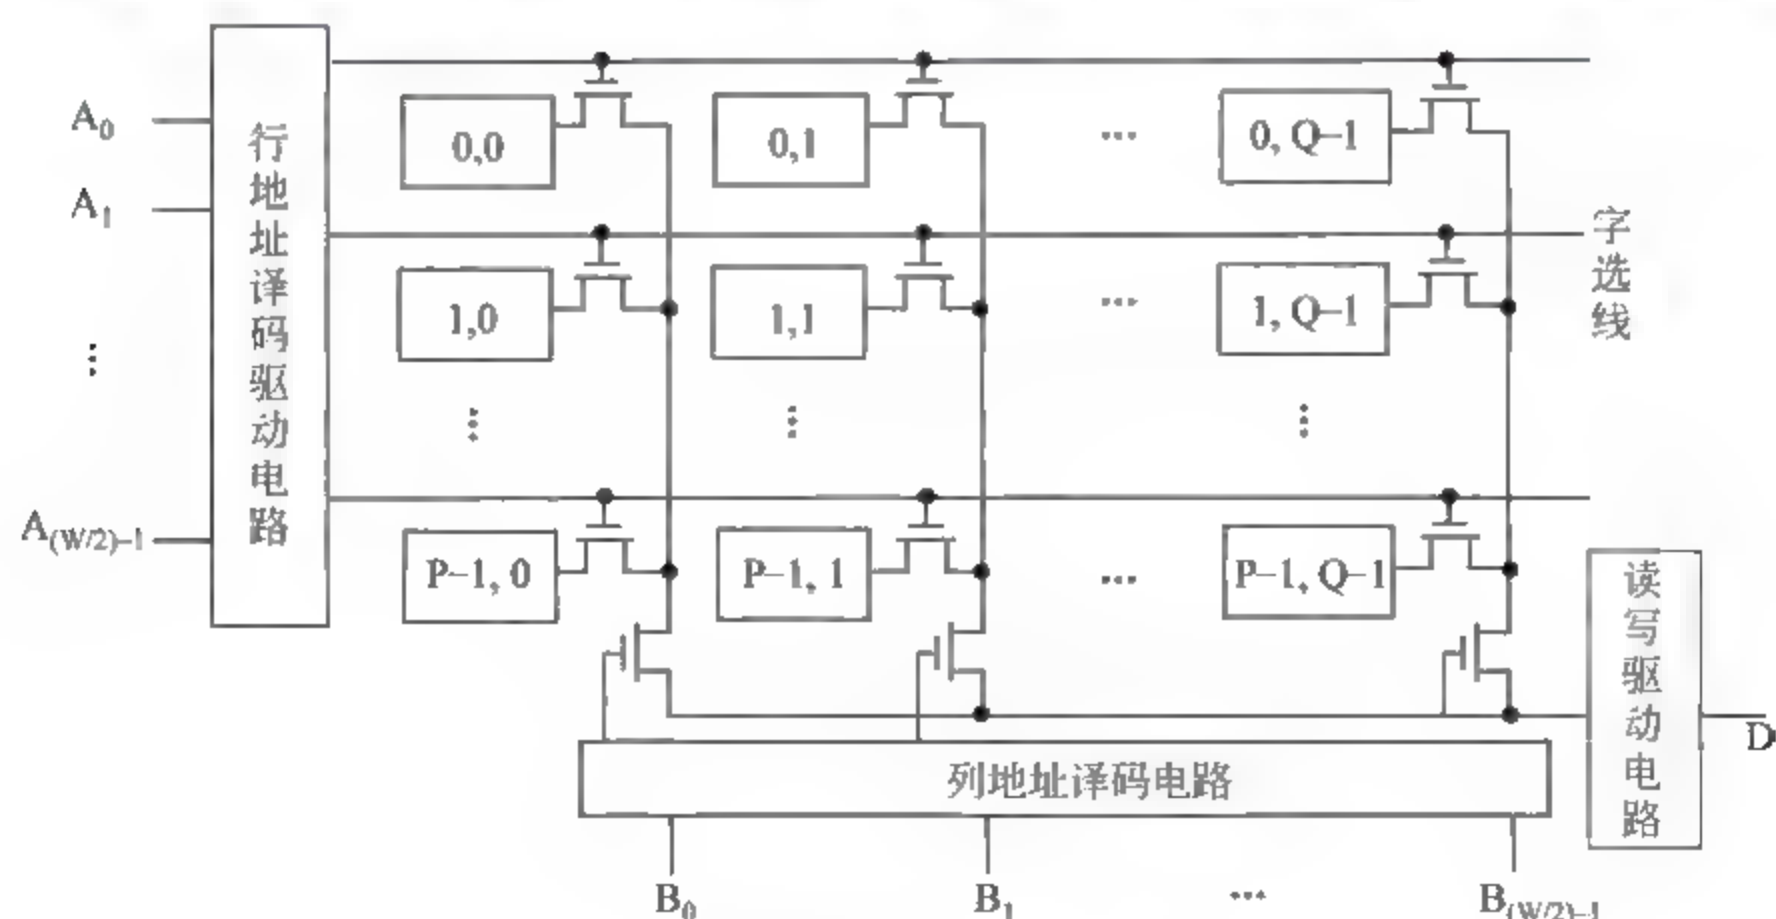 A0
A1
⋮
A(W/2)-1
行地址译码驱动电路
0,0
0,1
...
0, Q-1
1,0
1,1
...
1, Q-1
字选线
⋮
⋮
⋮
P-1, 0
P-1, 1
...
P-1, Q-1
读写驱动电路
D
列地址译码电路
B0
B1
...
B(W/2)-1